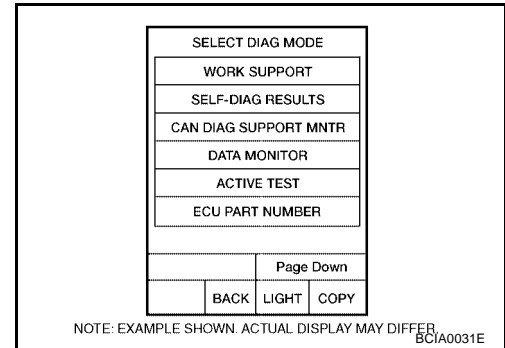 SELECT DIAG MODE
WORK SUPPORT
SELF-DIAG RESULTS
CAN DIAG SUPPORT MNTR
DATA MONITOR
ACTIVE TEST
ECU PART NUMBER
Page Down
BACK LIGHT COPY
NOTE: EXAMPLE SHOWN. ACTUAL DISPLAY MAY DIFFER.
BCIA0031E